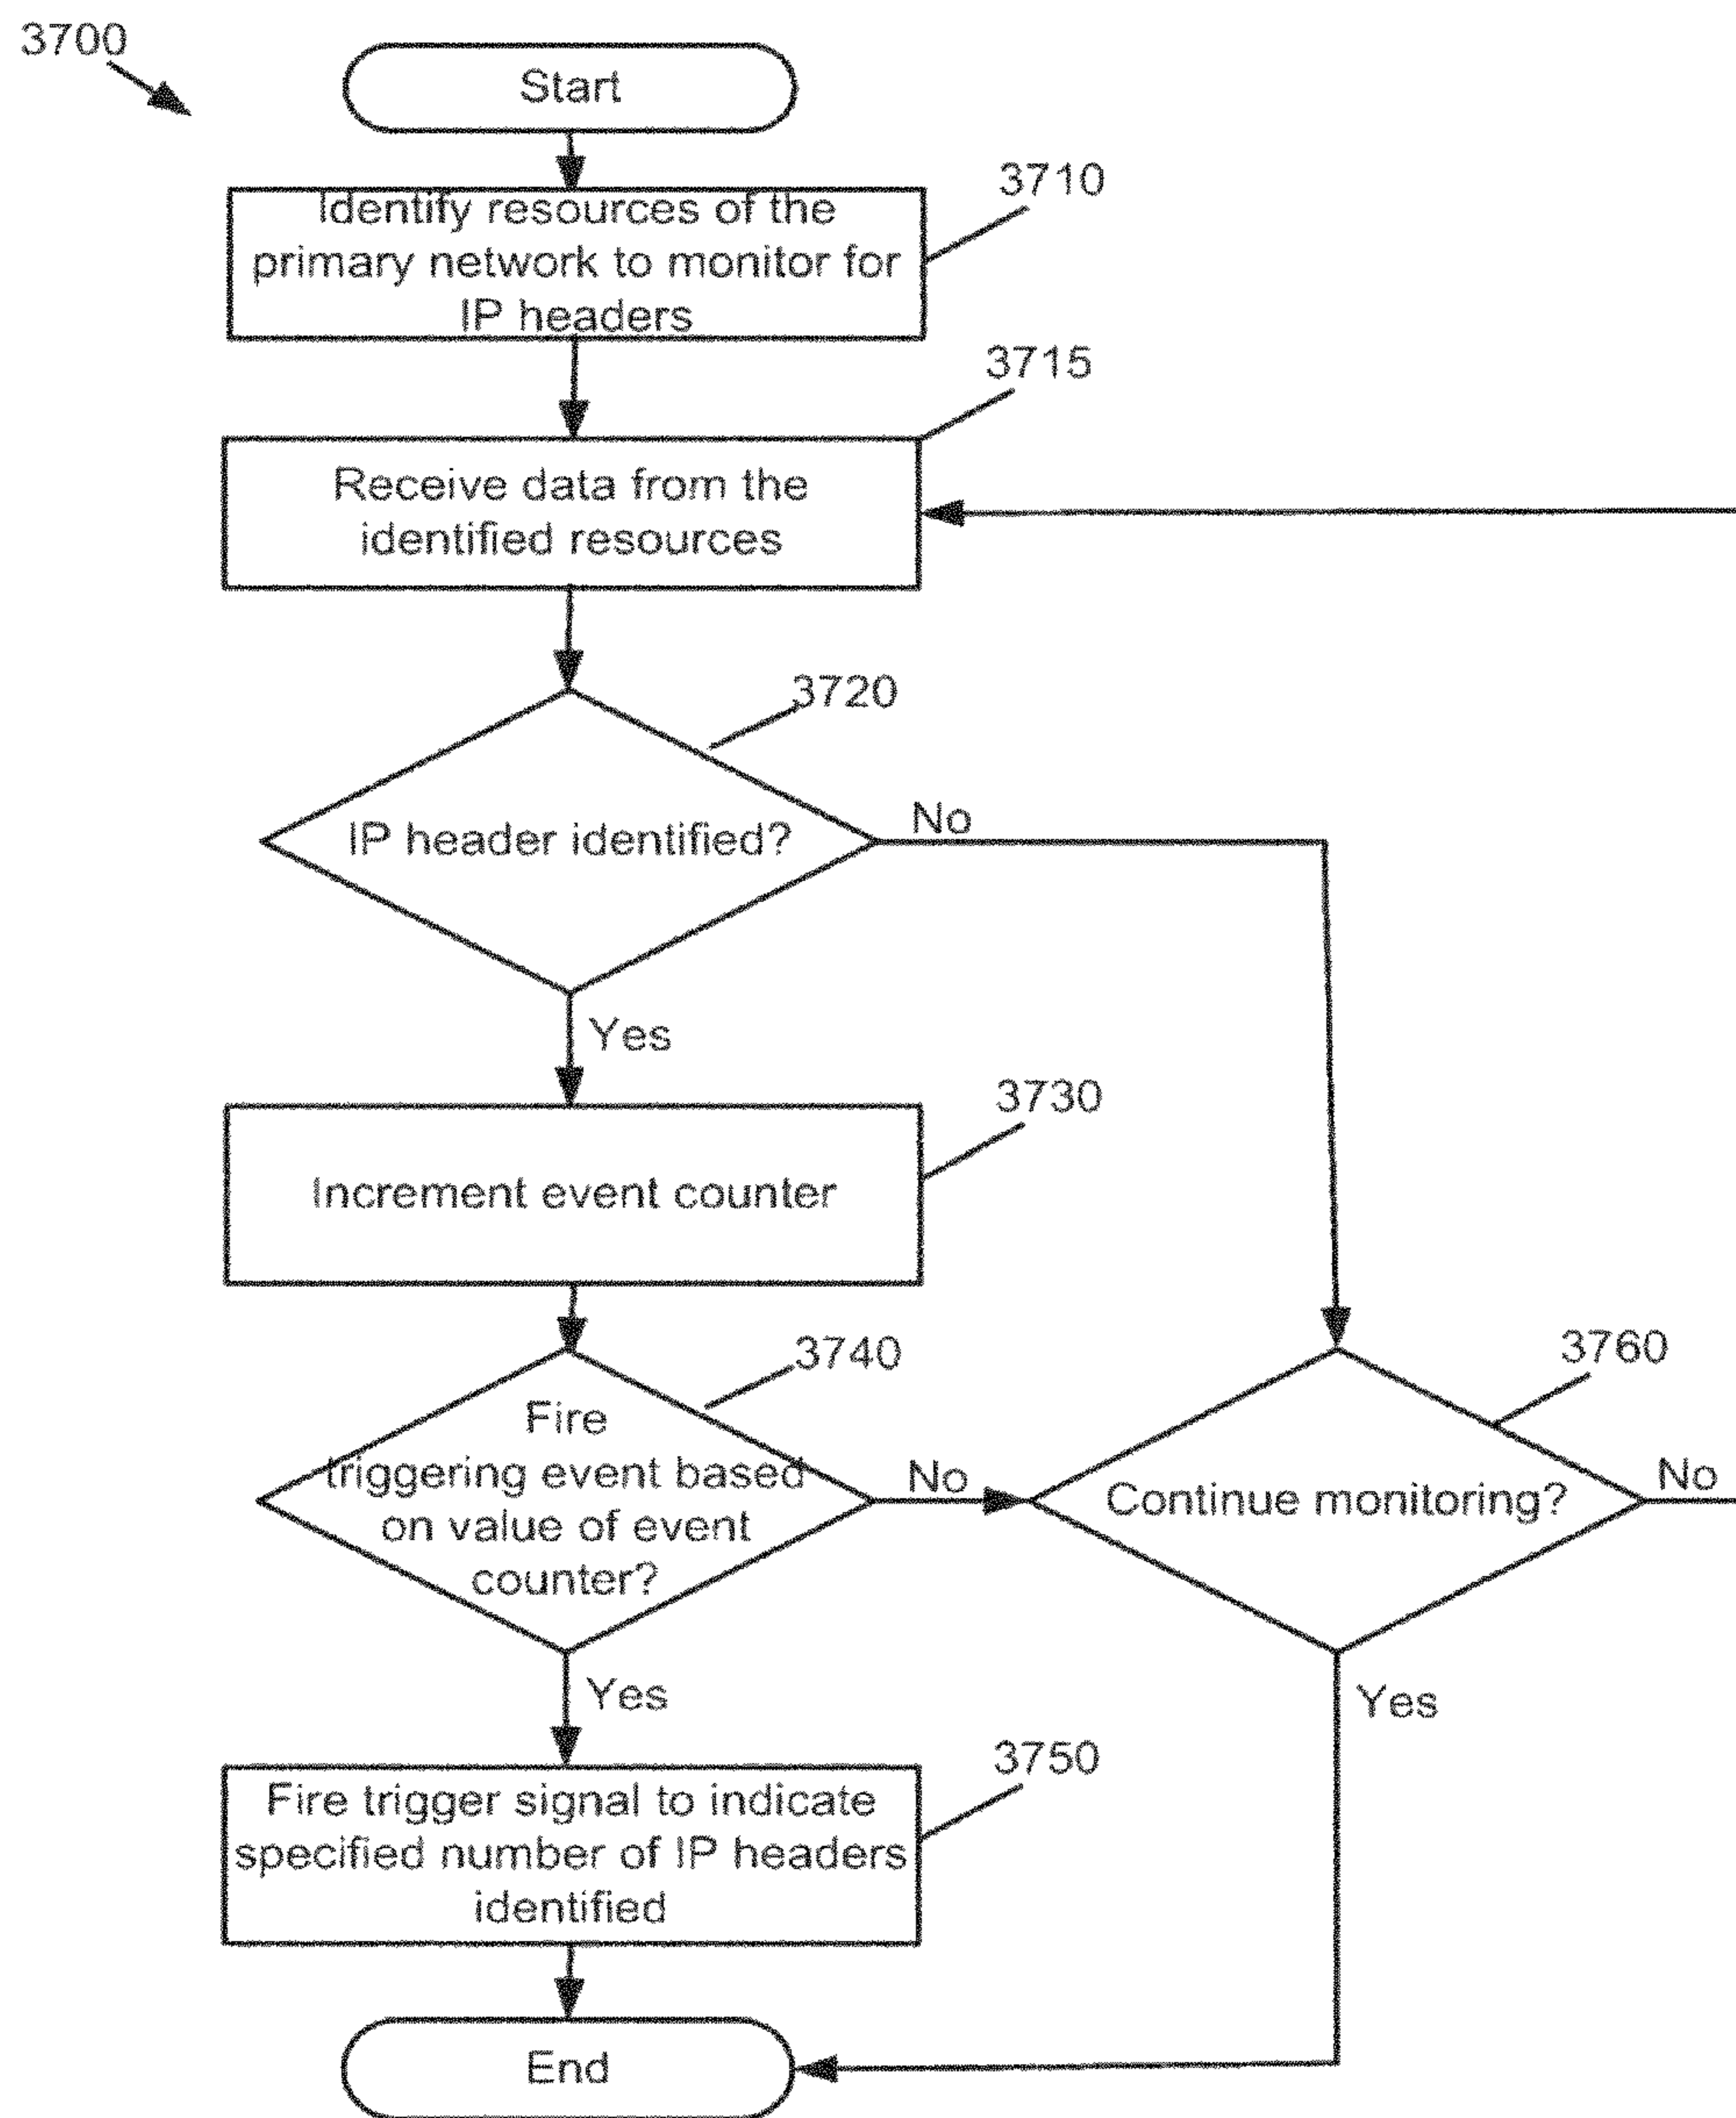 3700
Start
3710
Identify resources of the
primary network to monitor for
IP headers
3715
Receive data from the
identified resources
3720
IP header identified?
No
Yes
3730
Increment event counter
3740
Fire
triggering event based
on value of event
counter?
No
3760
Continue monitoring?
No
Yes
Yes
3750
Fire trigger signal to indicate
specified number of IP headers
identified
End